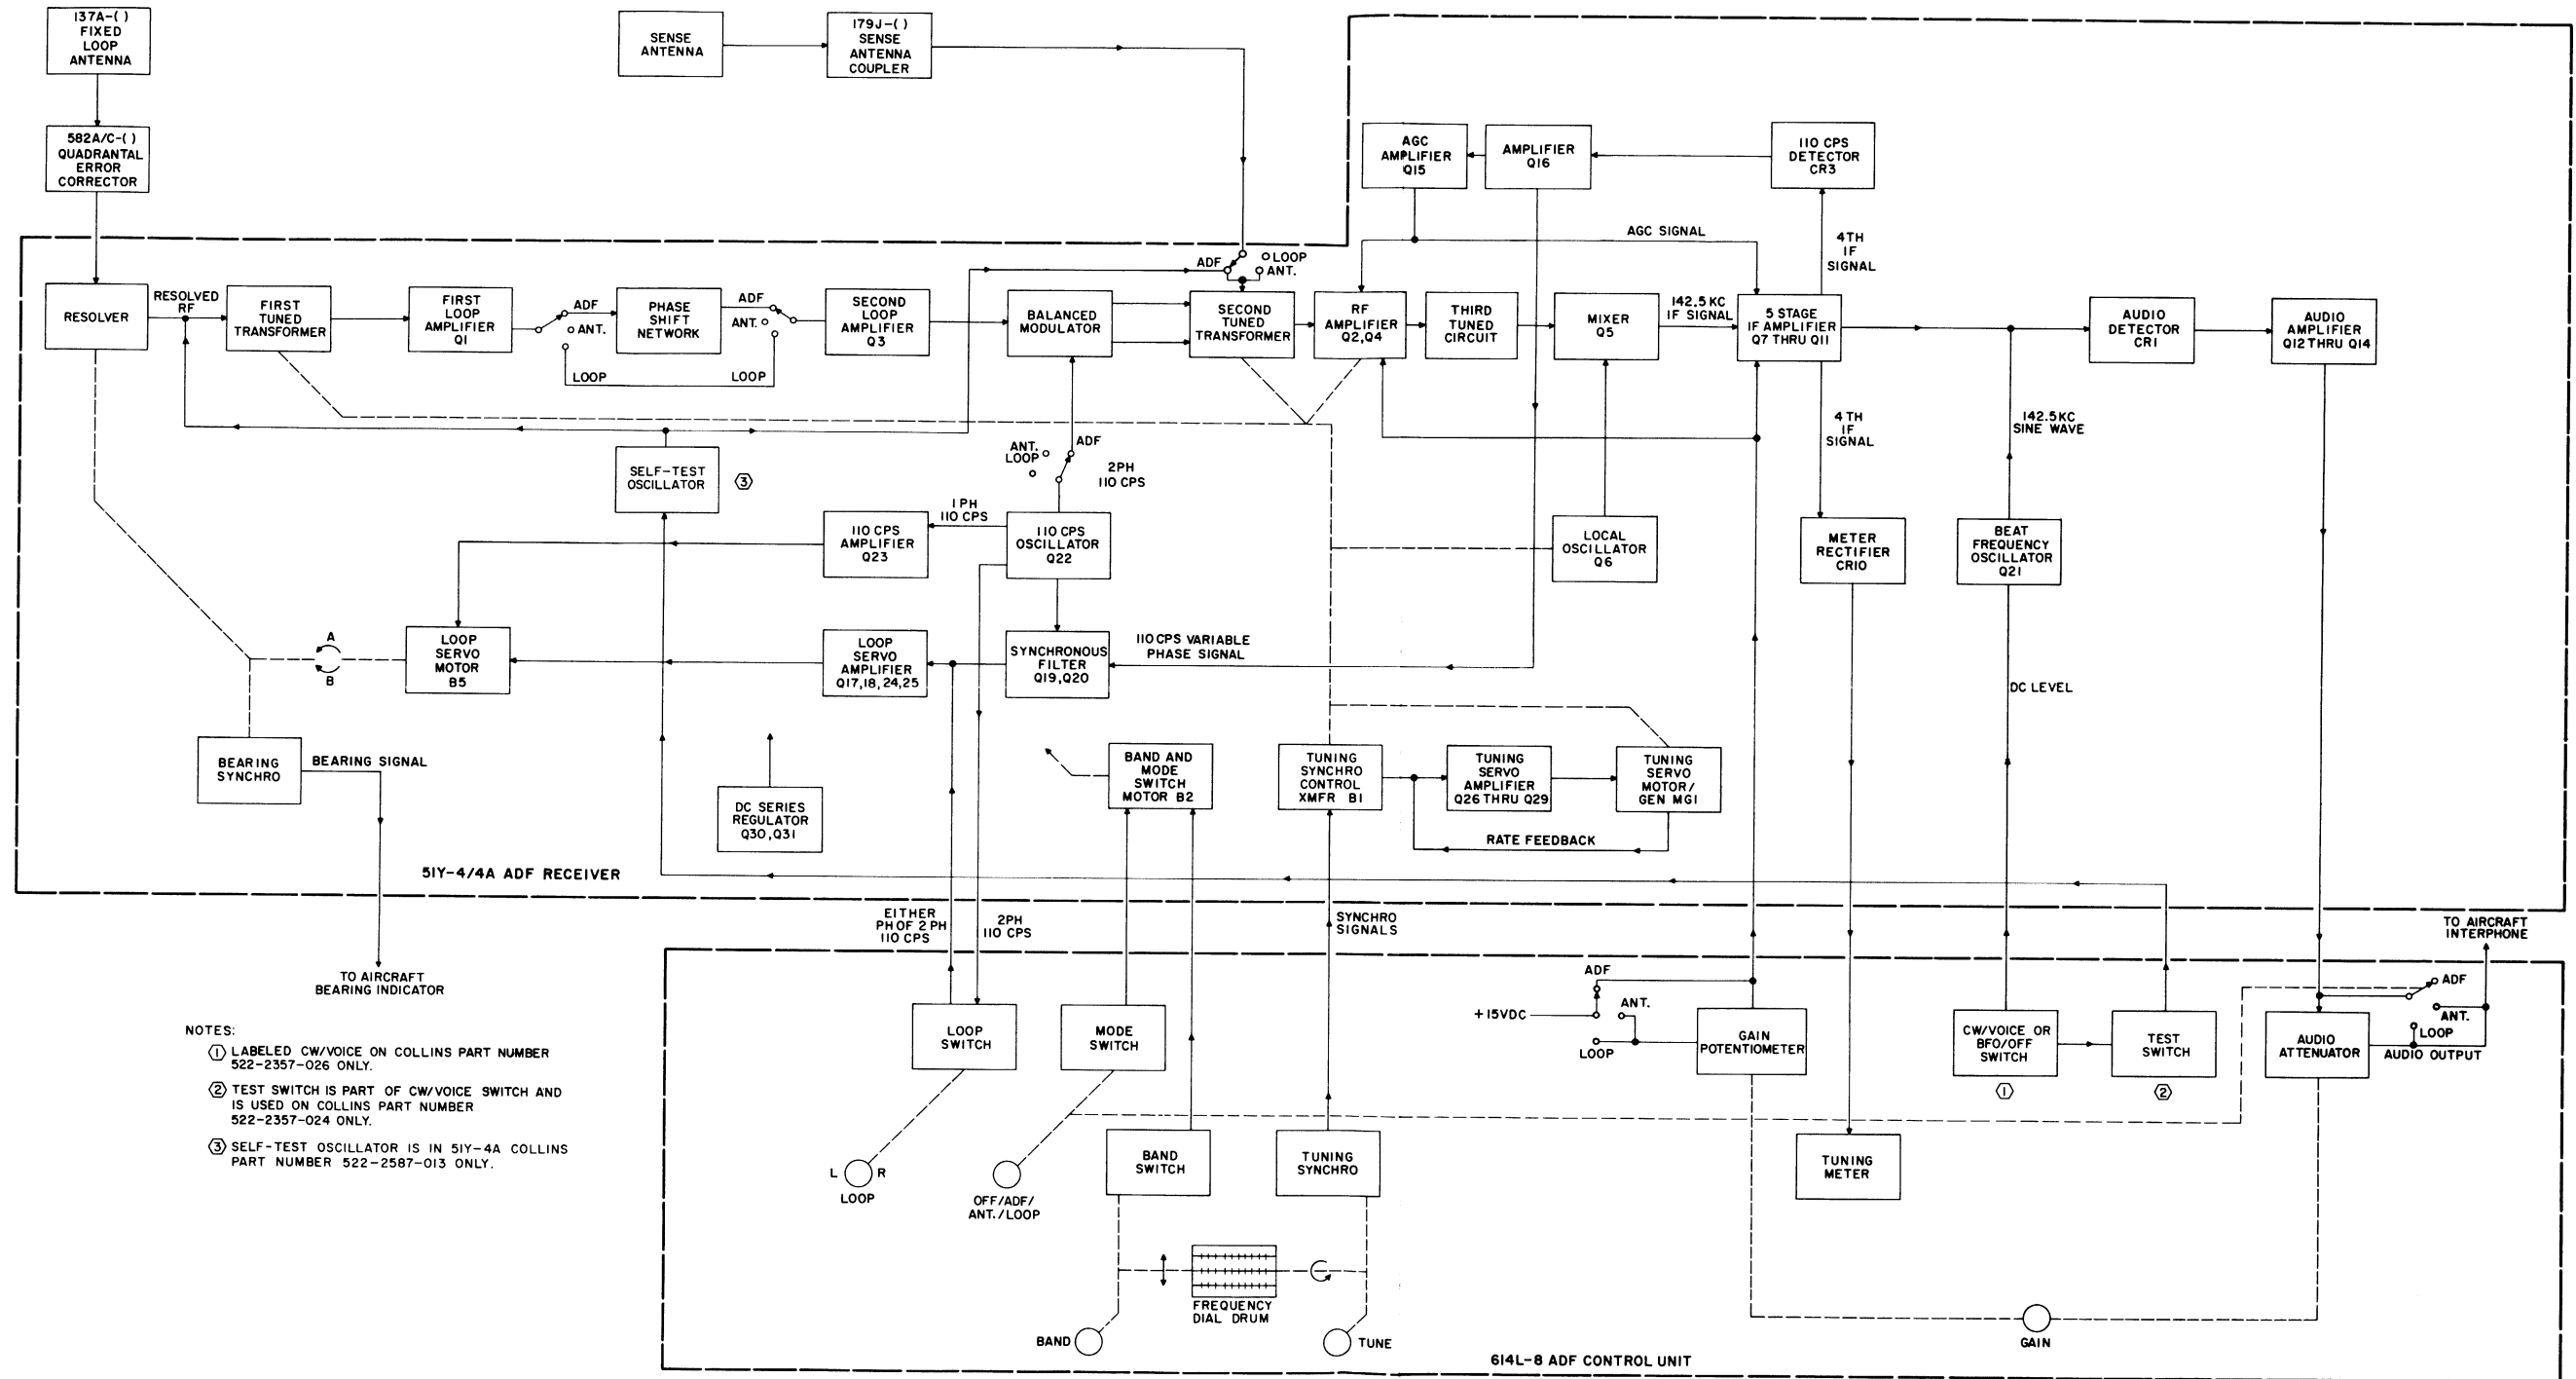 137A-( )
FIXED
LOOP
ANTENNA
SENSE
ANTENNA
179J-( )
SENSE
ANTENNA
COUPLER
582A/C-( )
QUADRANTAL
ERROR
CORRECTOR
AGC
AMPLIFIER
Q15
AMPLIFIER
Q16
110 CPS
DETECTOR
CR3
AGC SIGNAL
4TH
IF
SIGNAL
ADF
LOOP
ANT.
RESOLVER
RESOLVED
RF
FIRST
TUNED
TRANSFORMER
FIRST
LOOP
AMPLIFIER
Q1
ADF
ANT.
LOOP
PHASE
SHIFT
NETWORK
ADF
ANT.
LOOP
SECOND
LOOP
AMPLIFIER
Q3
BALANCED
MODULATOR
SECOND
TUNED
TRANSFORMER
RF
AMPLIFIER
Q2,Q4
THIRD
TUNED
CIRCUIT
MIXER
Q5
142.5 KC
IF SIGNAL
5 STAGE
IF AMPLIFIER
Q7 THRU Q11
AUDIO
DETECTOR
CR1
AUDIO
AMPLIFIER
Q12 THRU Q14
4TH
IF
SIGNAL
142.5KC
SINE WAVE
SELF-TEST
OSCILLATOR
3
ANT.
LOOP
ADF
2PH
110 CPS
1 PH
110 CPS
110 CPS
AMPLIFIER
Q23
110 CPS
OSCILLATOR
Q22
LOCAL
OSCILLATOR
Q6
METER
RECTIFIER
CR10
BEAT
FREQUENCY
OSCILLATOR
Q21
A
B
LOOP
SERVO
MOTOR
B5
LOOP
SERVO
AMPLIFIER
Q17,18,24,25
SYNCHRONOUS
FILTER
Q19,Q20
110 CPS VARIABLE
PHASE SIGNAL
DC LEVEL
BEARING
SYNCHRO
BEARING SIGNAL
DC SERIES
REGULATOR
Q30,Q31
BAND AND
MODE
SWITCH
MOTOR B2
TUNING
SYNCHRO
CONTROL
XMFR B1
TUNING
SERVO
AMPLIFIER
Q26 THRU Q29
TUNING
SERVO
MOTOR/
GEN MG1
RATE FEEDBACK
51Y-4/4A ADF RECEIVER
EITHER
PH OF 2 PH
110 CPS
2PH
110 CPS
SYNCHRO
SIGNALS
TO AIRCRAFT
INTERPHONE
TO AIRCRAFT
BEARING INDICATOR
LOOP
SWITCH
MODE
SWITCH
ADF
+15VDC
ANT.
LOOP
GAIN
POTENTIOMETER
CW/VOICE OR
BFO/OFF
SWITCH
1
TEST
SWITCH
2
AUDIO
ATTENUATOR
ADF
ANT.
LOOP
AUDIO OUTPUT
NOTES:
1 LABELED CW/VOICE ON COLLINS PART NUMBER
522-2357-026 ONLY.
2 TEST SWITCH IS PART OF CW/VOICE SWITCH AND
IS USED ON COLLINS PART NUMBER
522-2357-024 ONLY.
3 SELF-TEST OSCILLATOR IS IN 51Y-4A COLLINS
PART NUMBER 522-2587-013 ONLY.
L
R
LOOP
OFF/ADF/
ANT./LOOP
BAND
SWITCH
TUNING
SYNCHRO
TUNING
METER
FREQUENCY
DIAL DRUM
BAND
TUNE
GAIN
614L-8 ADF CONTROL UNIT